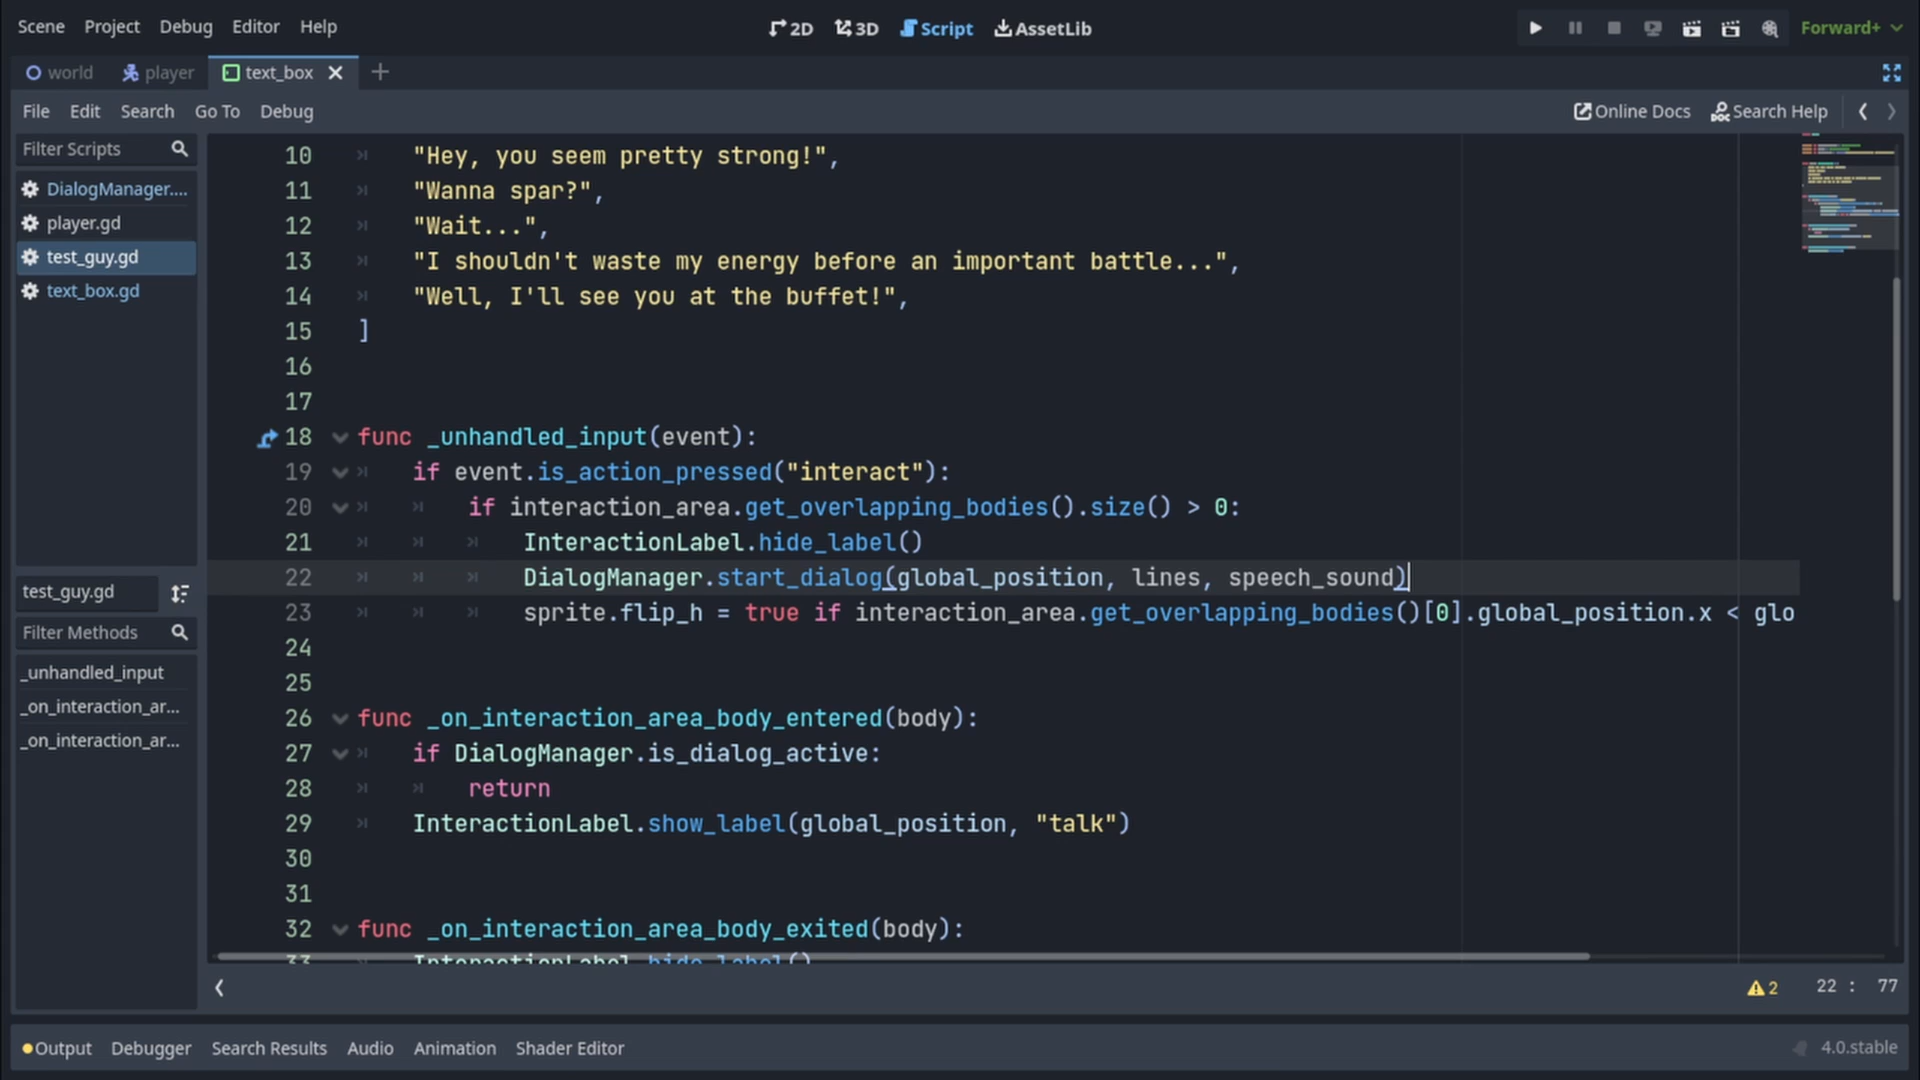 Scene Project Debug Editor Help 2D 3D Script AssetLib Forward+
world player text_box
File Edit Search Go To Debug Online Docs Search Help
Filter Scripts
DialogManager....
player.gd
test_guy.gd
text_box.gd
test_guy.gd
Filter Methods
_unhandled_input
_on_interaction_ar...
_on_interaction_ar...
10 "Hey, you seem pretty strong!",
11 "Wanna spar?",
12 "Wait...",
13 "I shouldn't waste my energy before an important battle...",
14 "Well, I'll see you at the buffet!",
15 ]
16
17
18 func _unhandled_input(event):
19 if event.is_action_pressed("interact"):
20 if interaction_area.get_overlapping_bodies().size() > 0:
21 InteractionLabel.hide_label()
22 DialogManager.start_dialog(global_position, lines, speech_sound)
23 sprite.flip_h = true if interaction_area.get_overlapping_bodies()[0].global_position.x < glo
24
25
26 func _on_interaction_area_body_entered(body):
27 if DialogManager.is_dialog_active:
28 return
29 InteractionLabel.show_label(global_position, "talk")
30
31
32 func _on_interaction_area_body_exited(body):
33 InteractionLabel.hide_label()
2 22 : 77
Output Debugger Search Results Audio Animation Shader Editor 4.0.stable